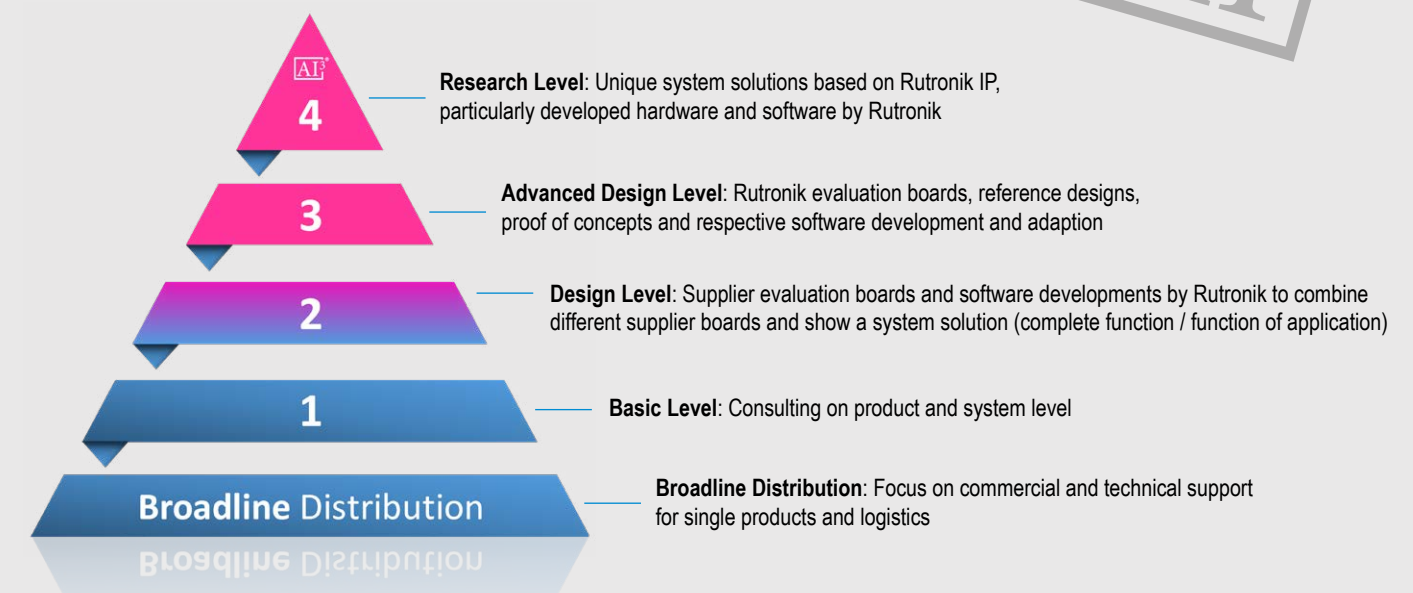 AI³
4
Research Level: Unique system solutions based on Rutronik IP,
particularly developed hardware and software by Rutronik
3
Advanced Design Level: Rutronik evaluation boards, reference designs,
proof of concepts and respective software development and adaption
2
Design Level: Supplier evaluation boards and software developments by Rutronik to combine
different supplier boards and show a system solution (complete function / function of application)
1
Basic Level: Consulting on product and system level
Broadline Distribution
Broadline Distribution: Focus on commercial and technical support
for single products and logistics